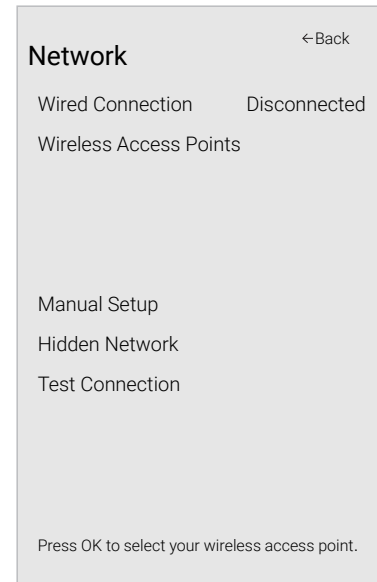 ←Back
Network
Wired Connection Disconnected
Wireless Access Points
Manual Setup
Hidden Network
Test Connection
Press OK to select your wireless access point.